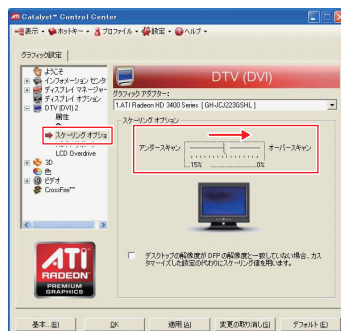 Catalyst™ Control Center
表示・ ホットキー・ プロファイル・ 設定・ ヘルプ・
グラフィック設定
ようこそ
インフォメーション センター
ディスプレイ マネージャー
ディスプレイ オプション
DTV (DVI) 2
属性
スケーリング オプショ
LCD Overdrive
3D
色
ビデオ
CrossFire™
ATI
RADEON
PREMIUM
GRAPHICS
DTV (DVI)
グラフィック アダプター:
1.ATI Radeon HD 3400 Series [GH-JCJ223GSHL]
スケーリング オプション
アンダースキャン オーバースキャン
15% 0%
デスクトップの解像度が DFP の解像度と一致していない場合、カス
タマーイズした設定の代わりにスケーリング値を用います。
基本...(B) OK 適用(A) 変更の取り消し(S) デフォルト(E)